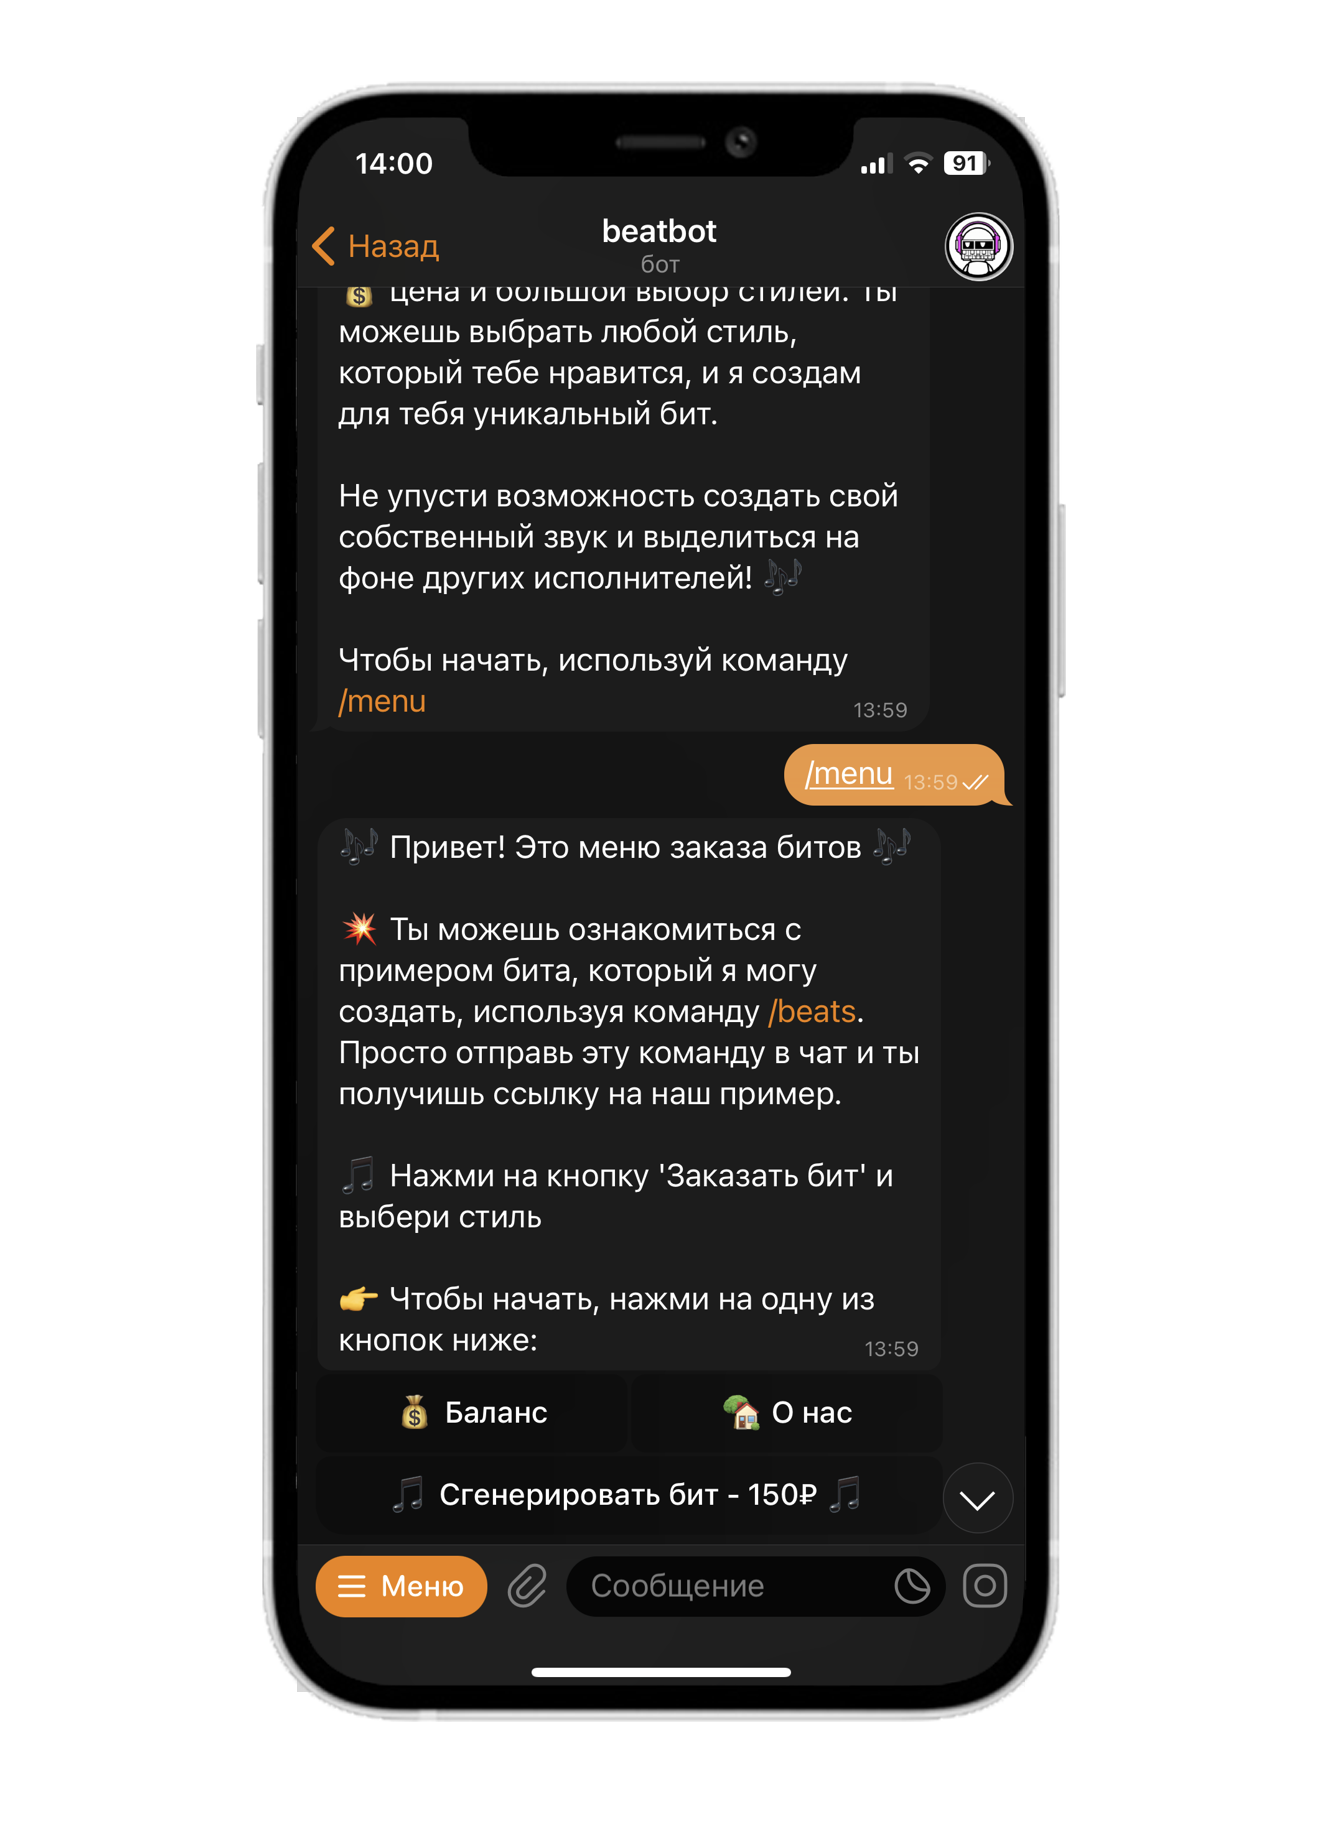 14:00
91
Назад
beatbot
бот
цена и большой выбор стилей. Ты
можешь выбрать любой стиль,
который тебе нравится, и я создам
для тебя уникальный бит.
Не упусти возможность создать свой
собственный звук и выделиться на
фоне других исполнителей! 🎶
Чтобы начать, используй команду
/menu
13:59
/menu 13:59
🎶 Привет! Это меню заказа битов 🎶
💥 Ты можешь ознакомиться с
примером бита, который я могу
создать, используя команду /beats.
Просто отправь эту команду в чат и ты
получишь ссылку на наш пример.
🎵 Нажми на кнопку 'Заказать бит' и
выбери стиль
👉 Чтобы начать, нажми на одну из
кнопок ниже:
13:59
💰 Баланс
🏡 О нас
🎵 Сгенерировать бит - 150₽ 🎵
Меню
Сообщение